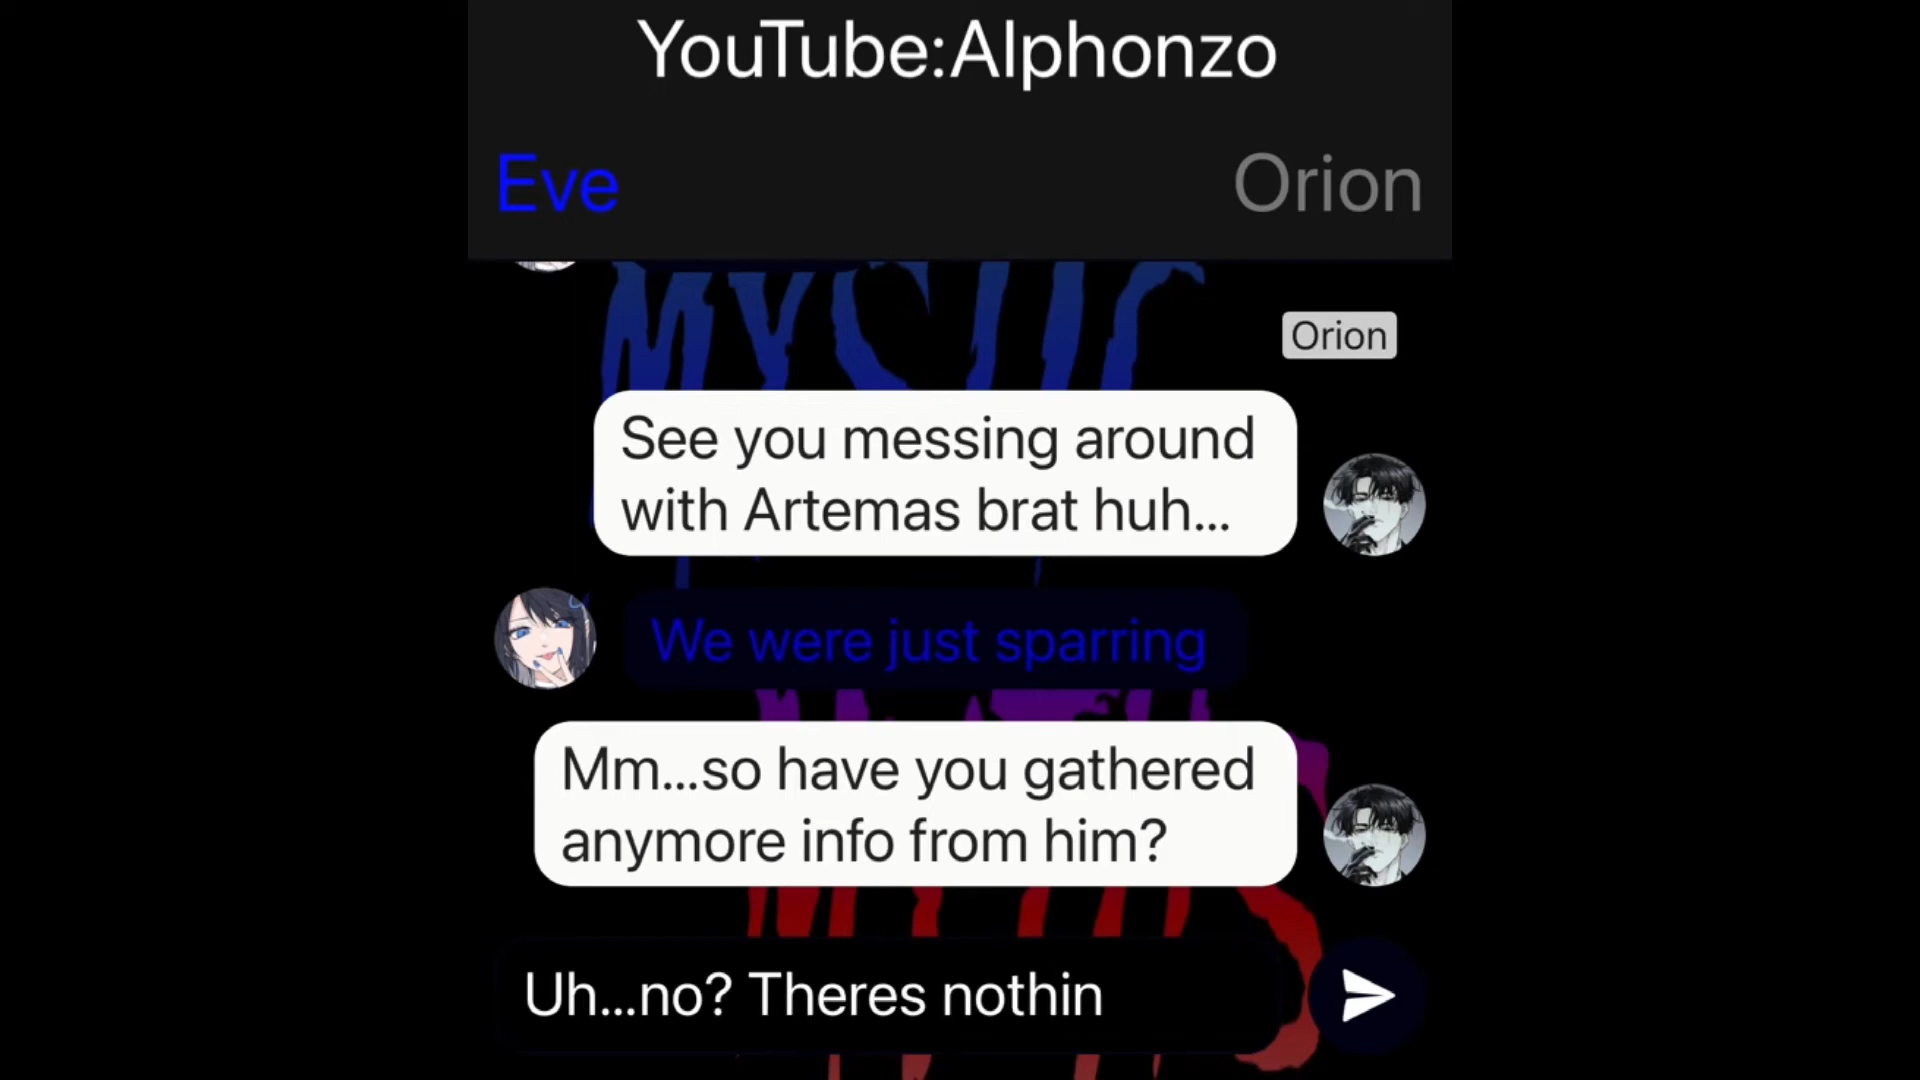 YouTube:Alphonzo
Eve
Orion
MYSTIC
Orion
See you messing around
with Artemas brat huh...
We were just sparring
Mm...so have you gathered
anymore info from him?
Uh...no? Theres nothin